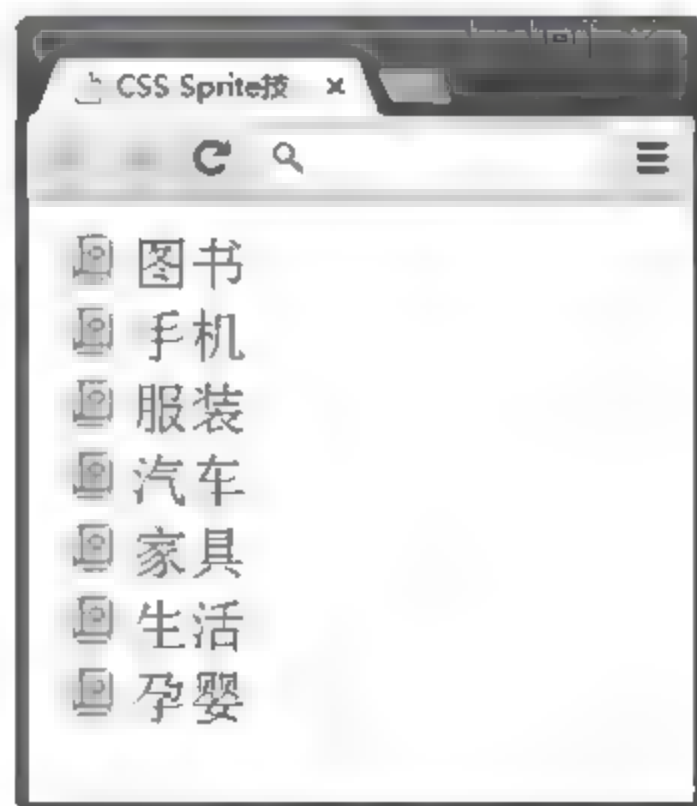 CSS Sprite技
图书
手机
服装
汽车
家具
生活
孕婴